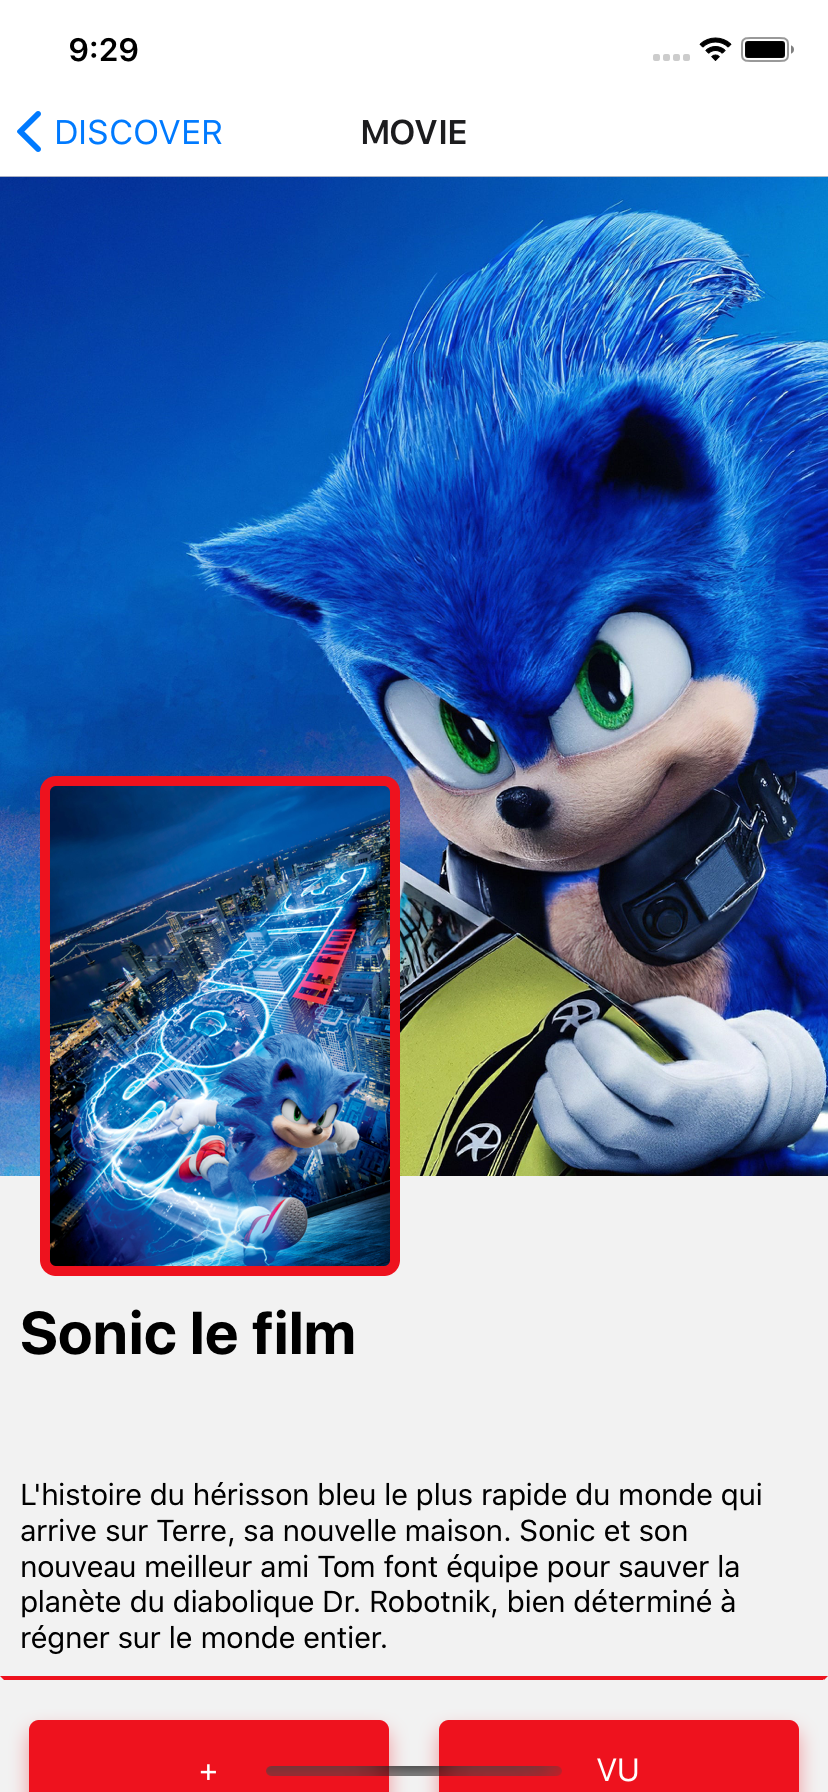 9:29
DISCOVER
MOVIE
SONIC
LE FILM
Sonic le film
L'histoire du hérisson bleu le plus rapide du monde qui
arrive sur Terre, sa nouvelle maison. Sonic et son
nouveau meilleur ami Tom font équipe pour sauver la
planète du diabolique Dr. Robotnik, bien déterminé à
régner sur le monde entier.
+
VU